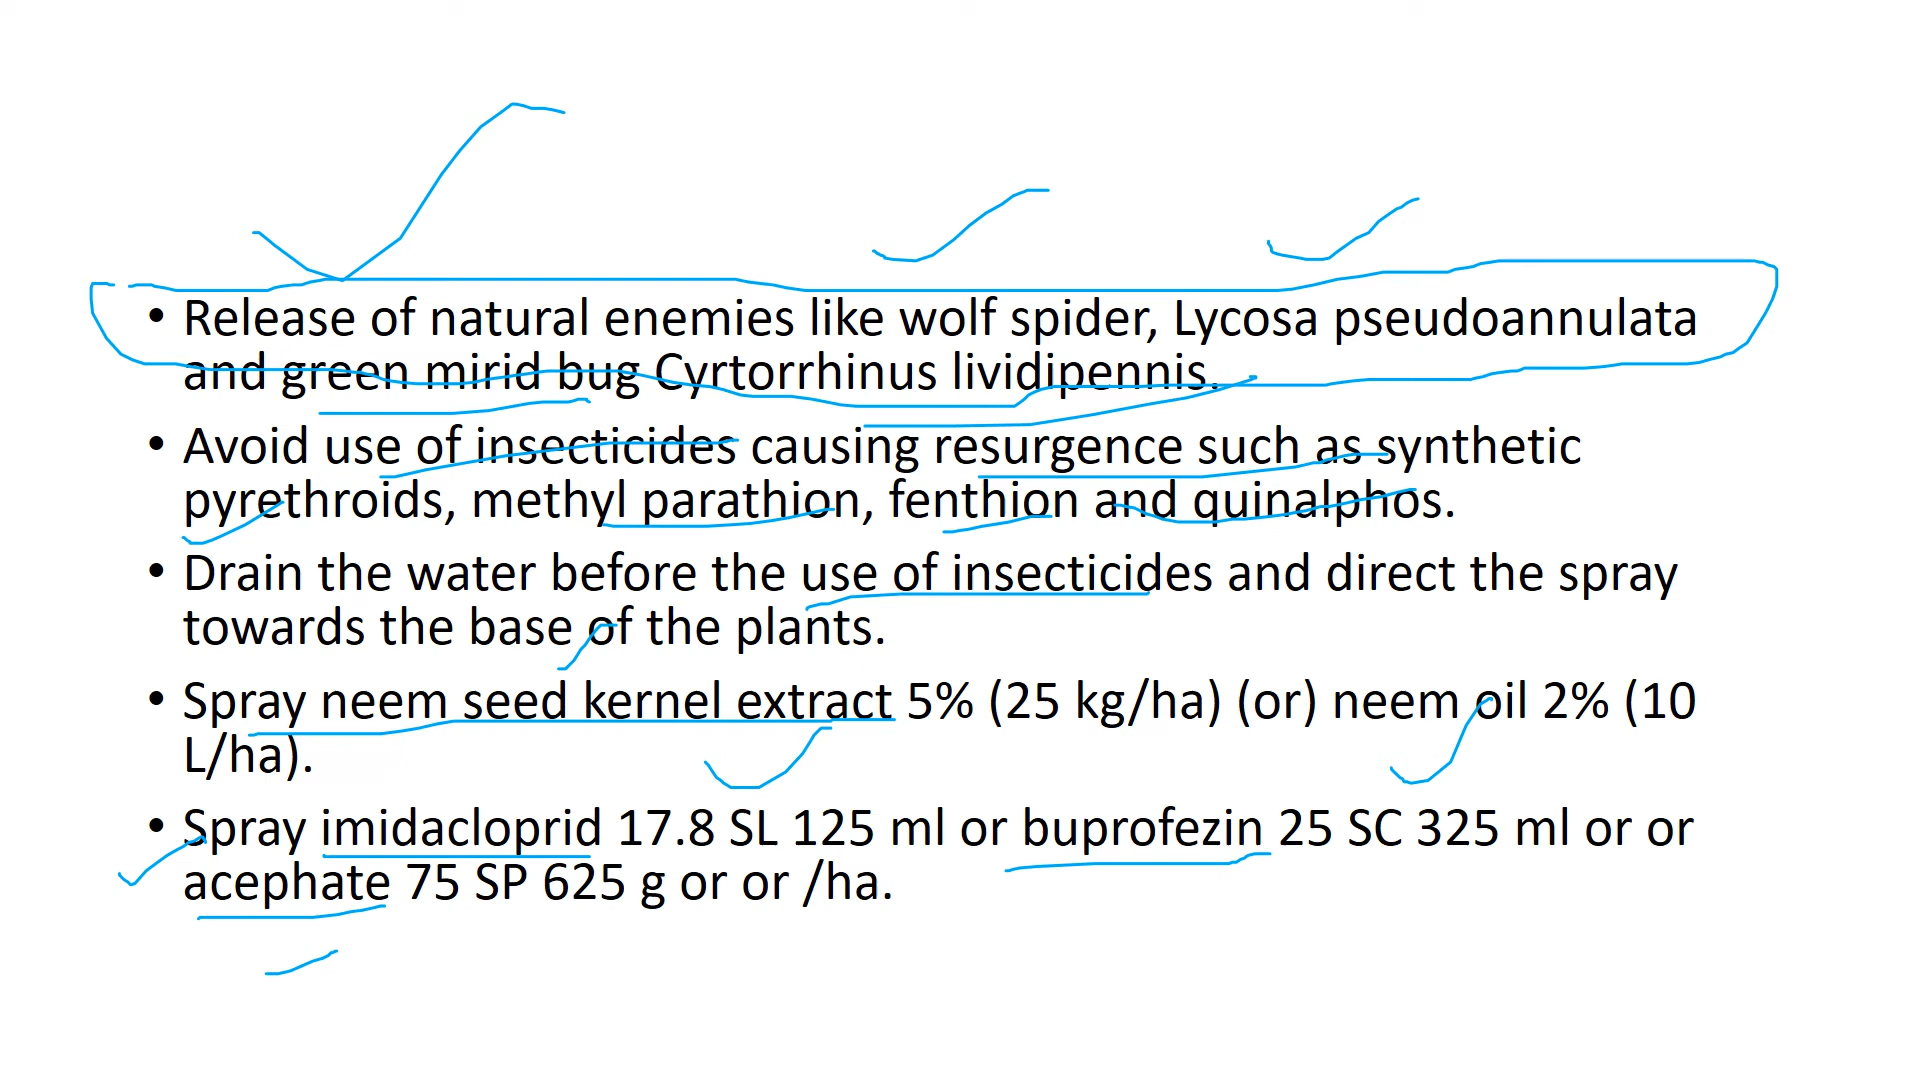 • Release of natural enemies like wolf spider, Lycosa pseudoannulata
and green mirid bug Cyrtorrhinus lividipennis.
• Avoid use of insecticides causing resurgence such as synthetic
pyrethroids, methyl parathion, fenthion and quinalphos.
• Drain the water before the use of insecticides and direct the spray
towards the base of the plants.
• Spray neem seed kernel extract 5% (25 kg/ha) (or) neem oil 2% (10
L/ha).
• Spray imidacloprid 17.8 SL 125 ml or buprofezin 25 SC 325 ml or or
acephate 75 SP 625 g or or /ha.